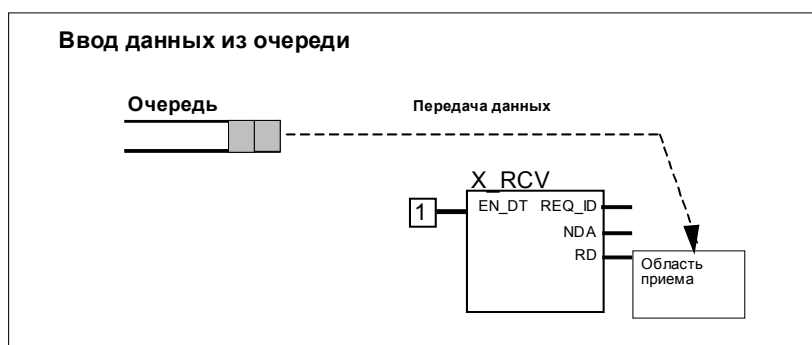 Ввод данных из очереди
Очередь
Передача данных
X_RCV
1
EN_DT REQ_ID
NDA
RD
Область
приема